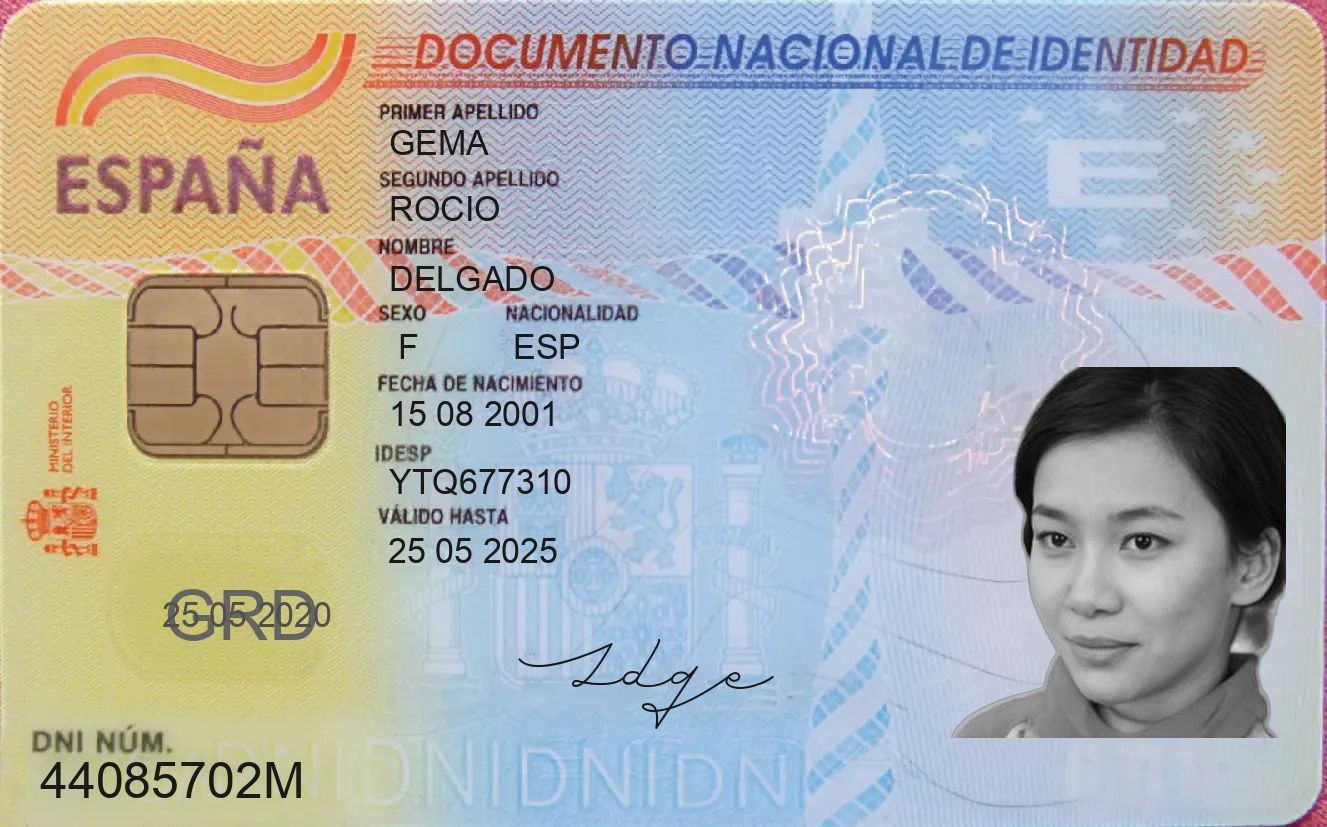 DOCUMENTO NACIONAL DE IDENTIDAD
ESPAÑA
PRIMER APELLIDO
GEMA
SEGUNDO APELLIDO
ROCIO
NOMBRE
DELGADO
SEXO NACIONALIDAD
F ESP
FECHA DE NACIMIENTO
15 08 2001
IDESP
YTQ677310
VÁLIDO HASTA
25 05 2025
MINISTERIO
DEL INTERIOR
E
25-05-2020
GRD
DNI NÚM.
44085702M
DNIDNIDNIDNI